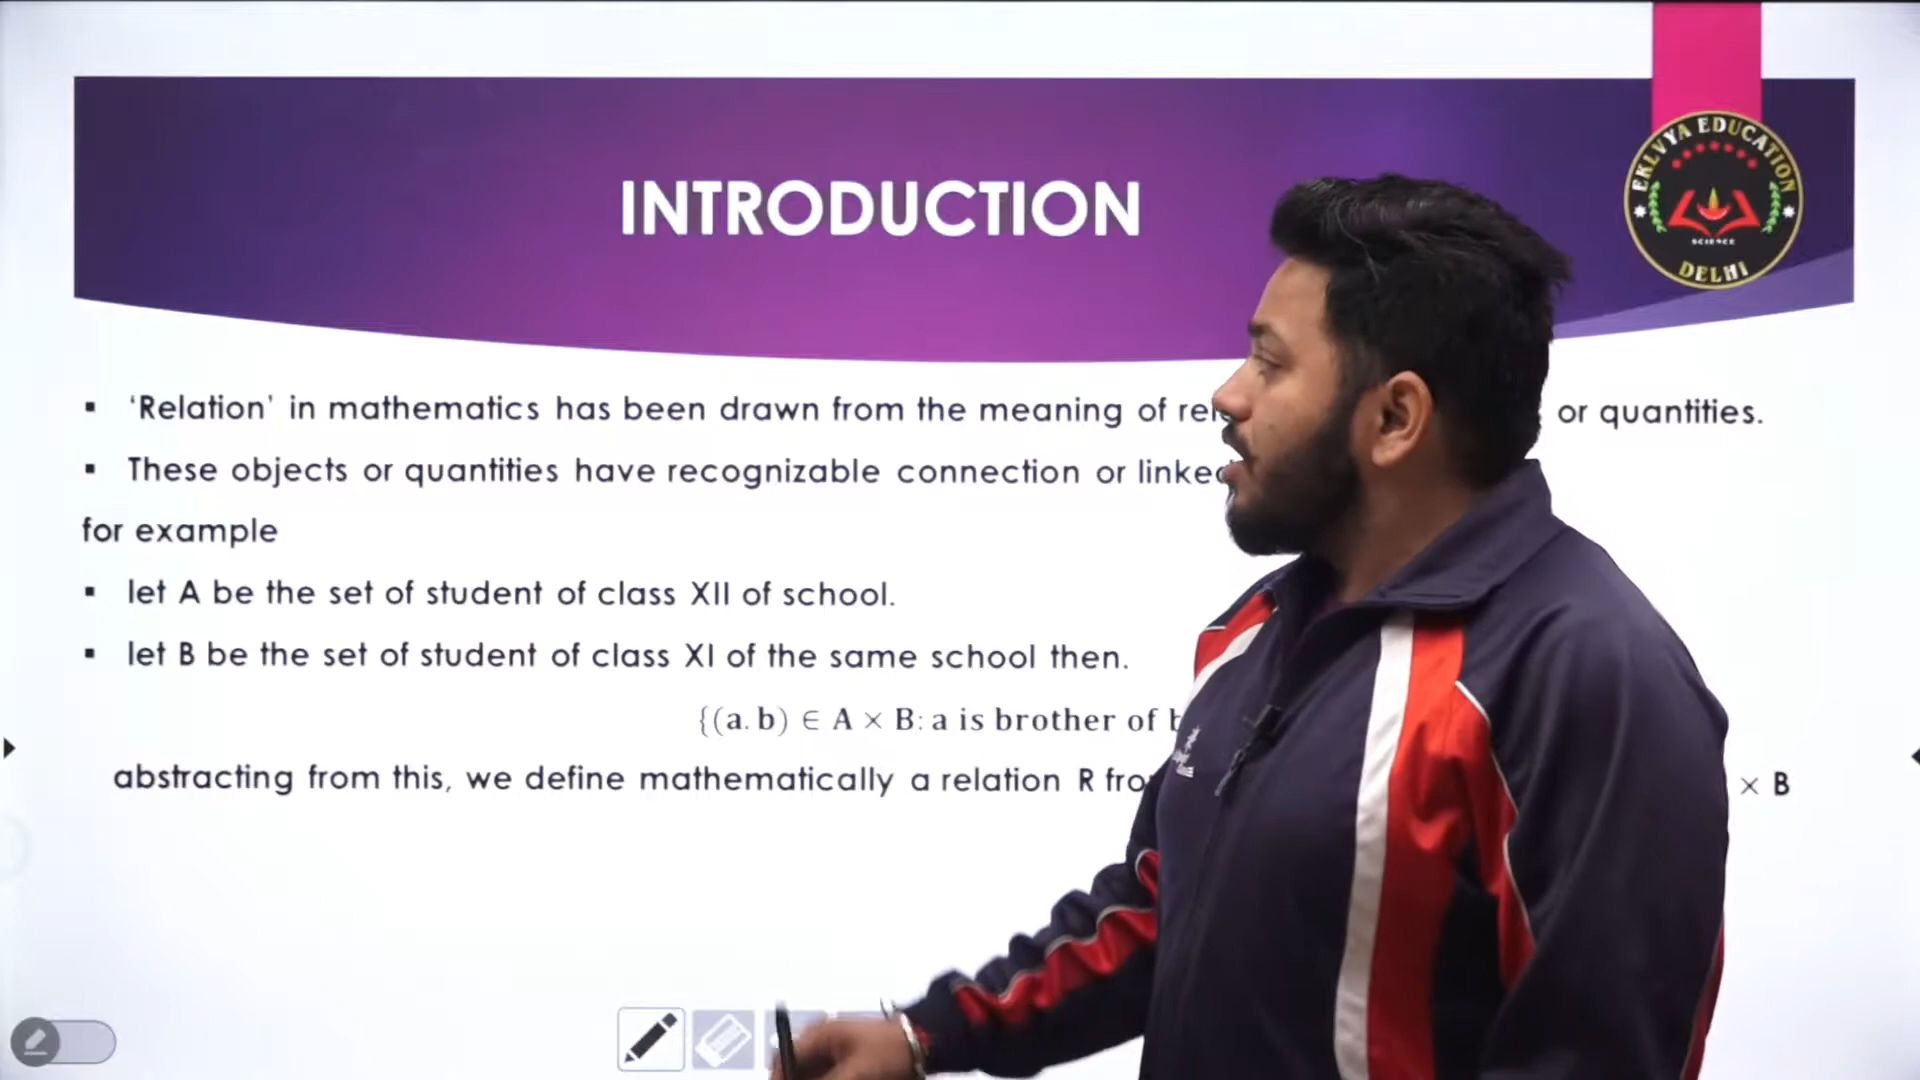 EKLVYA EDUCATION
SCIENCE
DELHI
INTRODUCTION
▪ ‘Relation’ in mathematics has been drawn from the meaning of or quantities.
▪ These objects or quantities have recognizable connection or
for example
▪ let A be the set of student of class XII of school.
▪ let B be the set of student of class XI of the same school then.
{(a. b) ∈ A × B: a is brother of
abstracting from this, we define mathematically a relation R × B